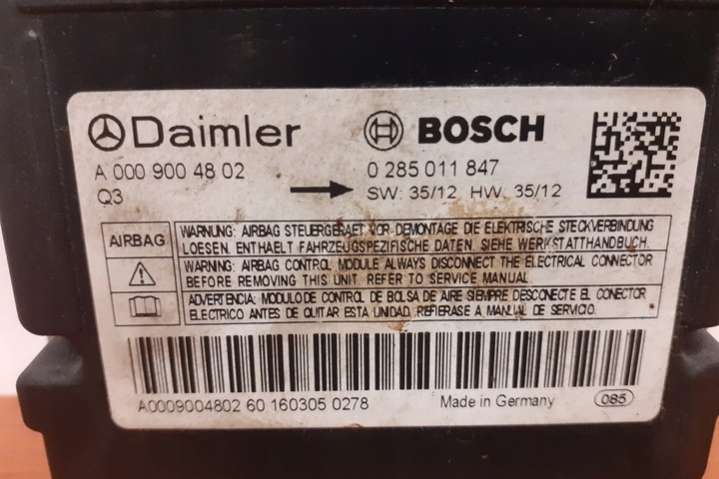 Daimler
BOSCH
A 000 900 48 02
0 285 011 847
Q3
SW: 35/12 HW: 35/12
AIRBAG
WARNUNG: AIRBAG STEUERGERAET VOR DEMONTAGE DIE ELEKTRISCHE STECKVERBINDUNG
LOESEN. ENTHAELT FAHRZEUGSPEZIFISCHE DATEN. SIEHE WERKSTATTHANDBUCH.
WARNING: AIRBAG CONTROL MODULE ALWAYS DISCONNECT THE ELECTRICAL CONNECTOR
BEFORE REMOVING THIS UNIT. REFER TO SERVICE MANUAL
ADVERTENCIA: MODULO DE CONTROL DE BOLSA DE AIRE SIEMPRE DESCONECTE EL CONECTOR
ELECTRICO ANTES DE QUITAR ESTA UNIDAD. REFIERASE A MANUAL DE SERVICIO.
A0009004802 60 160305 0278
Made in Germany
085